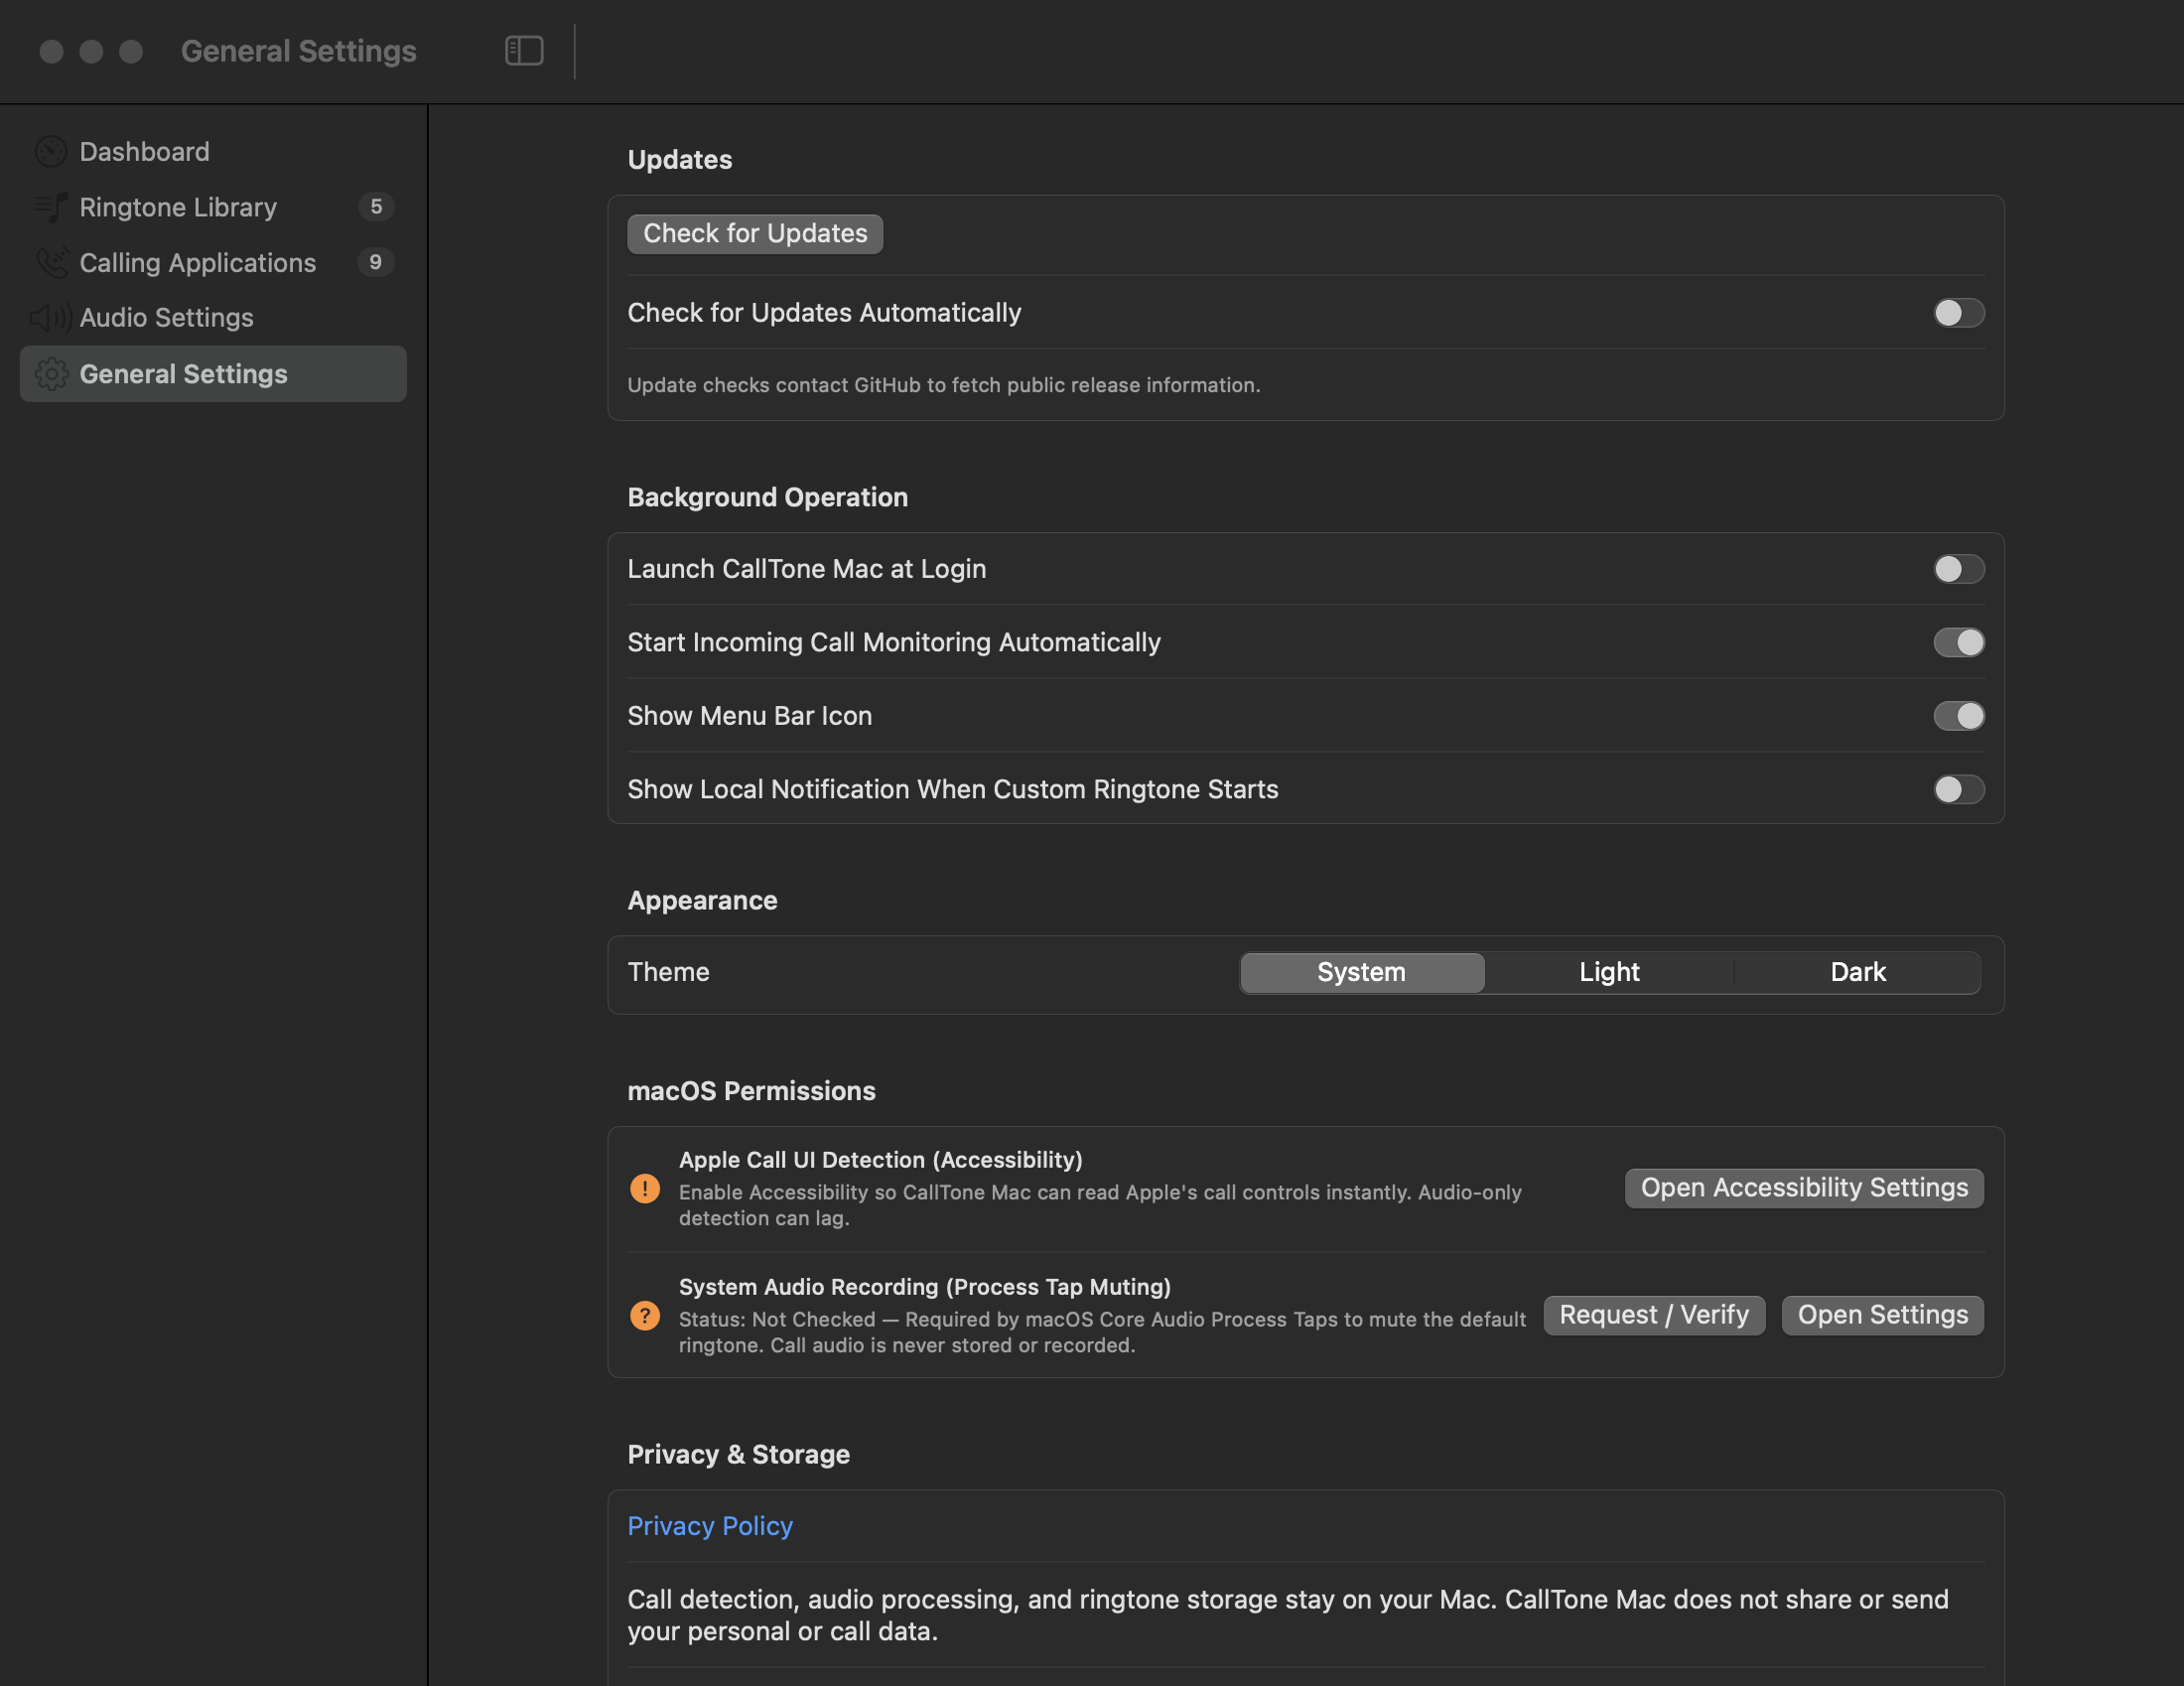 General Settings
Dashboard
Ringtone Library 5
Calling Applications 9
Audio Settings
General Settings
Updates
Check for Updates
Check for Updates Automatically
Update checks contact GitHub to fetch public release information.
Background Operation
Launch CallTone Mac at Login
Start Incoming Call Monitoring Automatically
Show Menu Bar Icon
Show Local Notification When Custom Ringtone Starts
Appearance
Theme System Light Dark
macOS Permissions
Apple Call UI Detection (Accessibility)
! Enable Accessibility so CallTone Mac can read Apple's call controls instantly. Audio-only
detection can lag.
Open Accessibility Settings
System Audio Recording (Process Tap Muting)
? Status: Not Checked — Required by macOS Core Audio Process Taps to mute the default
ringtone. Call audio is never stored or recorded.
Request / Verify Open Settings
Privacy & Storage
Privacy Policy
Call detection, audio processing, and ringtone storage stay on your Mac. CallTone Mac does not share or send
your personal or call data.